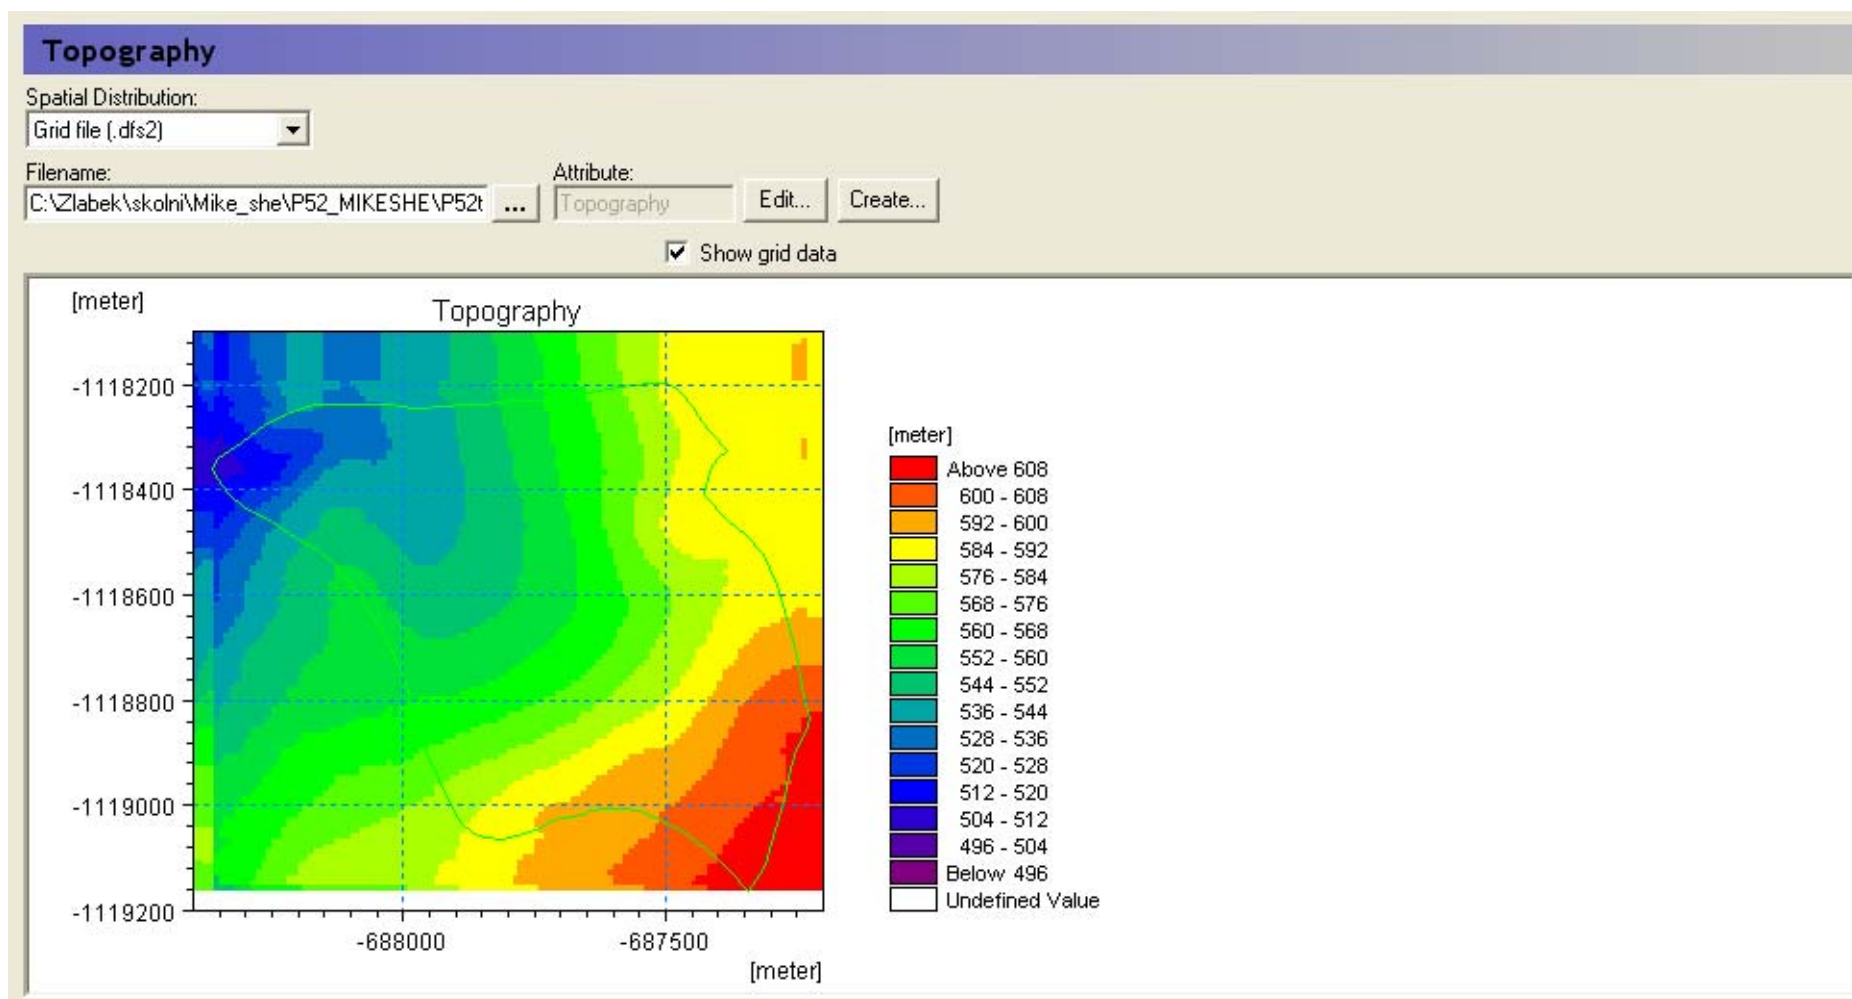 Topography
Spatial Distribution:
Grid file (.dfs2)
Filename:
Attribute:
C:\Zlabek\skolni\Mike_she\P52_MIKESHE\P52t
...
Topography
Edit...
Create...
Show grid data
[meter]
Topography
-1118200
-1118400
-1118600
-1118800
-1119000
-1119200
-688000
-687500
[meter]
[meter]
Above 608
600 - 608
592 - 600
584 - 592
576 - 584
568 - 576
560 - 568
552 - 560
544 - 552
536 - 544
528 - 536
520 - 528
512 - 520
504 - 512
496 - 504
Below 496
Undefined Value